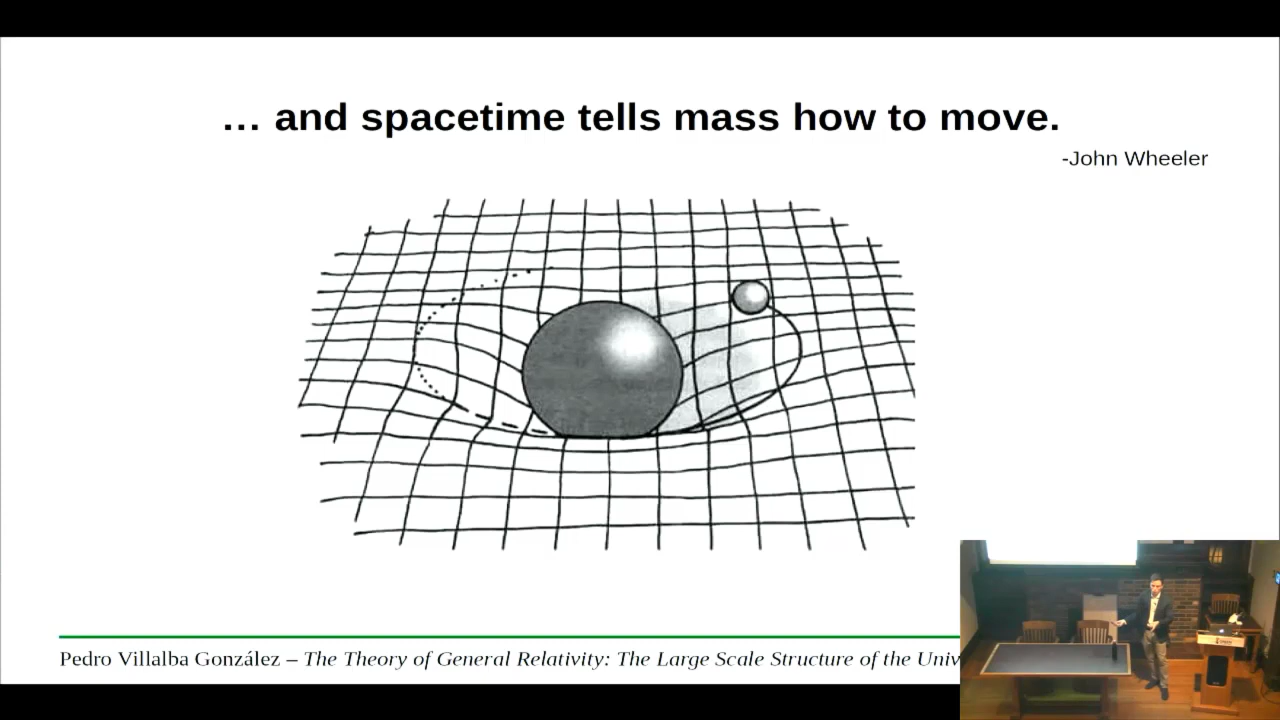 … and spacetime tells mass how to move.
-John Wheeler
Pedro Villalba González – The Theory of General Relativity: The Large Scale Structure of the Univ